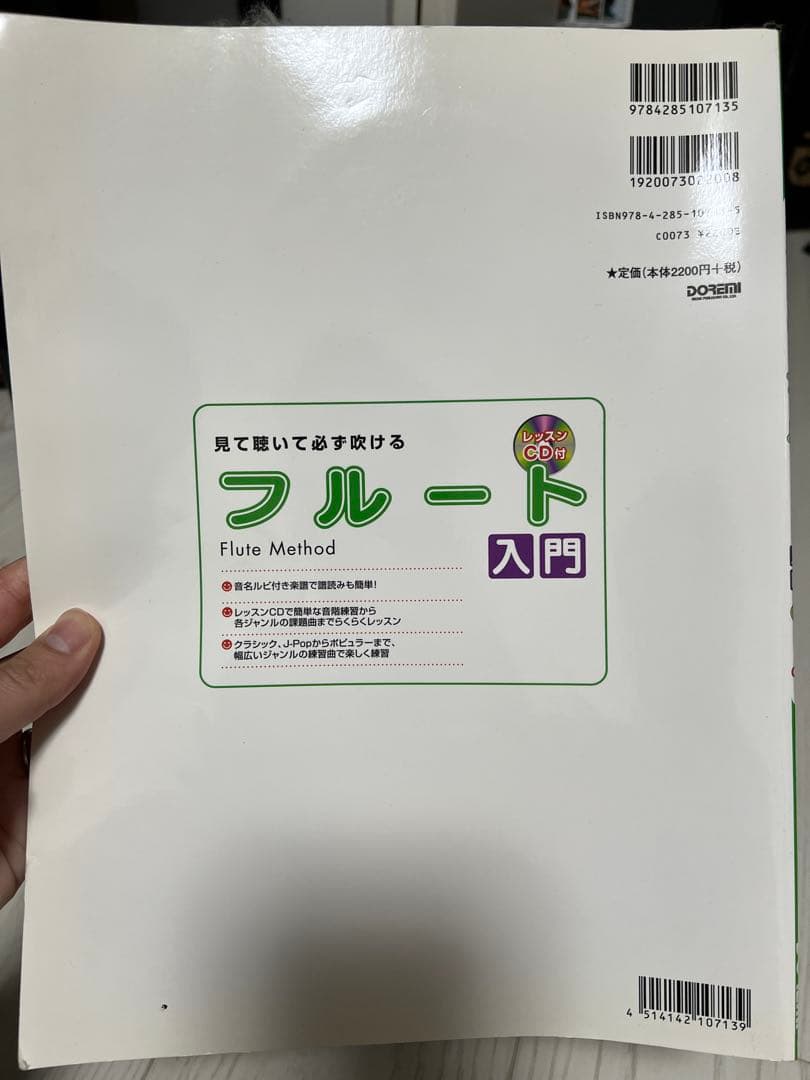 9784285107135
ISBN978-4-285-10713-5
C0073 ¥2200E
★定価(本体2200円+税)
DOREMI
見て聴いて必ず吹ける
レッスン
CD付
フルート
Flute Method
入門
音名ルビ付き楽譜で譜読みも簡単!
レッスンCDで簡単な音階練習から
各ジャンルの課題曲までらくらくレッスン
クラシック、J-Popからポピュラーまで、
幅広いジャンルの練習曲で楽しく練習
4 514142 107139